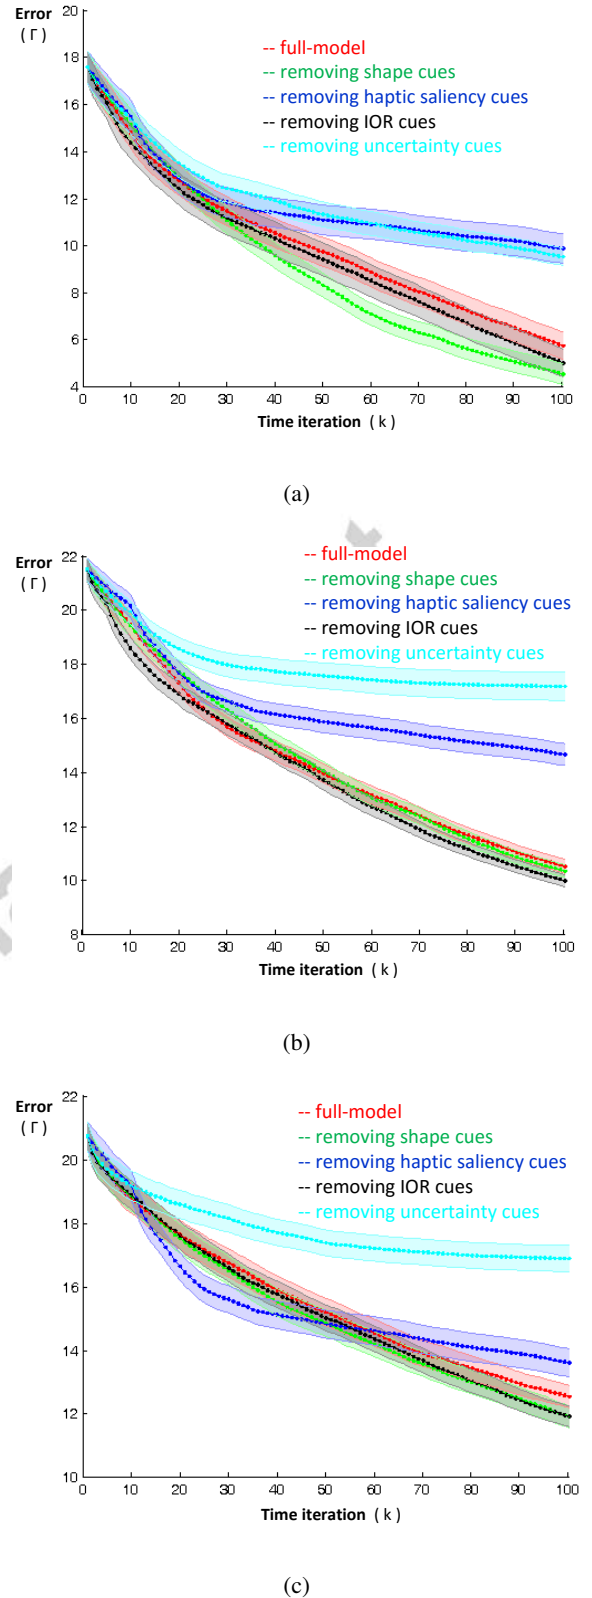 Error
( Γ )
20
18
16
14
12
10
8
6
4
-- full-model
-- removing shape cues
-- removing haptic saliency cues
-- removing IOR cues
-- removing uncertainty cues
0 10 20 30 40 50 60 70 80 90 100
Time iteration ( k )
(a)
Error
( Γ )
22
20
18
16
14
12
10
8
-- full-model
-- removing shape cues
-- removing haptic saliency cues
-- removing IOR cues
-- removing uncertainty cues
0 10 20 30 40 50 60 70 80 90 100
Time iteration ( k )
(b)
Error
( Γ )
22
20
18
16
14
12
10
-- full-model
-- removing shape cues
-- removing haptic saliency cues
-- removing IOR cues
-- removing uncertainty cues
0 10 20 30 40 50 60 70 80 90 100
Time iteration ( k )
(c)